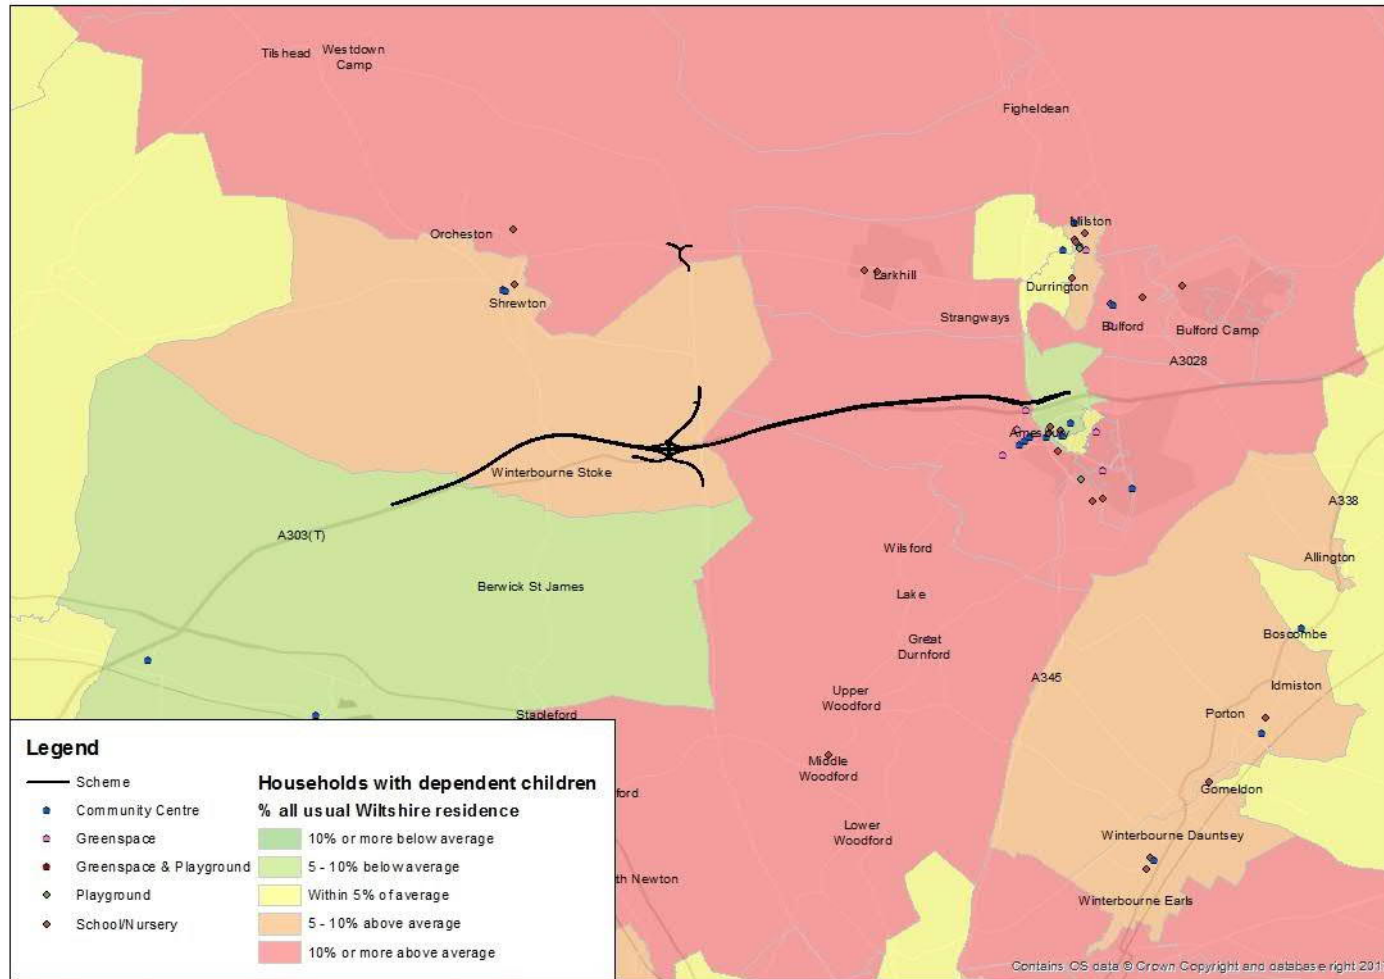 Tilshead
Westdown
Camp
Figheldean
Milston
Orcheston
Larkhill
Durrington
Shrewton
Strangways
Bulford
Bulford Camp
A3028
Amesbury
Winterbourne Stoke
A338
A303(T)
Wilsford
Allington
Berwick St James
Lake
Boscombe
Great
Durnford
A345
Idmiston
Upper
Woodford
Porton
Stapleford
Middle
Woodford
Gomeldon
ford
Lower
Woodford
Winterbourne Dauntsey
th Newton
Winterbourne Earls
Legend
Scheme
Community Centre
Greenspace
Greenspace & Playground
Playground
School/Nursery
Households with dependent children
% all usual Wiltshire residence
10% or more below average
5 - 10% below average
Within 5% of average
5 - 10% above average
10% or more above average
Contains OS data © Crown Copyright and database right 201